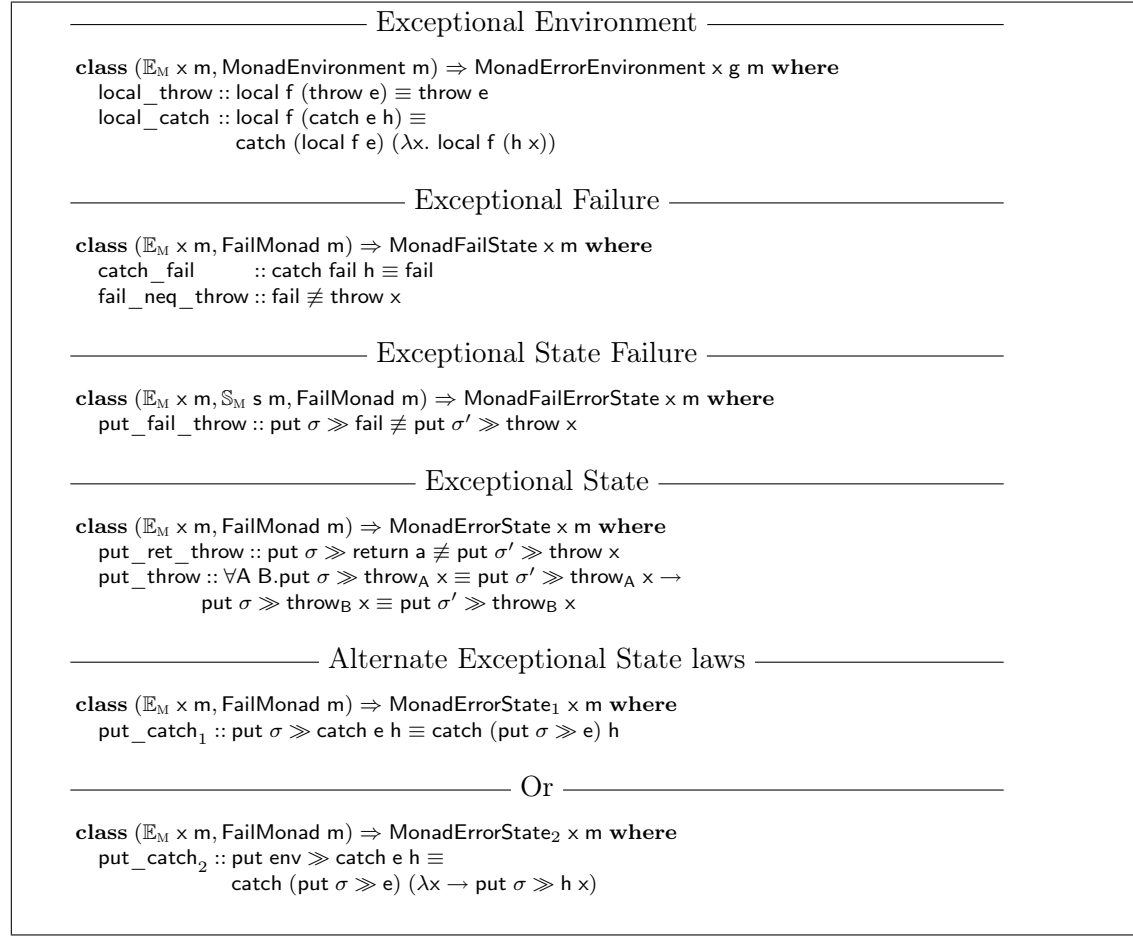 Exceptional Environment
class (𝔼ₘ x m, MonadEnvironment m) ⇒ MonadErrorEnvironment x g m where
local_throw :: local f (throw e) ≡ throw e
local_catch :: local f (catch e h) ≡
catch (local f e) (λx. local f (h x))
Exceptional Failure
class (𝔼ₘ x m, FailMonad m) ⇒ MonadFailState x m where
catch_fail :: catch fail h ≡ fail
fail_neq_throw :: fail ≢ throw x
Exceptional State Failure
class (𝔼ₘ x m, 𝕊ₘ s m, FailMonad m) ⇒ MonadFailErrorState x m where
put_fail_throw :: put σ ≫ fail ≢ put σ′ ≫ throw x
Exceptional State
class (𝔼ₘ x m, FailMonad m) ⇒ MonadErrorState x m where
put_ret_throw :: put σ ≫ return a ≢ put σ′ ≫ throw x
put_throw :: ∀A B.put σ ≫ throw_A x ≡ put σ′ ≫ throw_A x →
put σ ≫ throw_B x ≡ put σ′ ≫ throw_B x
Alternate Exceptional State laws
class (𝔼ₘ x m, FailMonad m) ⇒ MonadErrorState₁ x m where
put_catch₁ :: put σ ≫ catch e h ≡ catch (put σ ≫ e) h
Or
class (𝔼ₘ x m, FailMonad m) ⇒ MonadErrorState₂ x m where
put_catch₂ :: put env ≫ catch e h ≡
catch (put σ ≫ e) (λx → put σ ≫ h x)